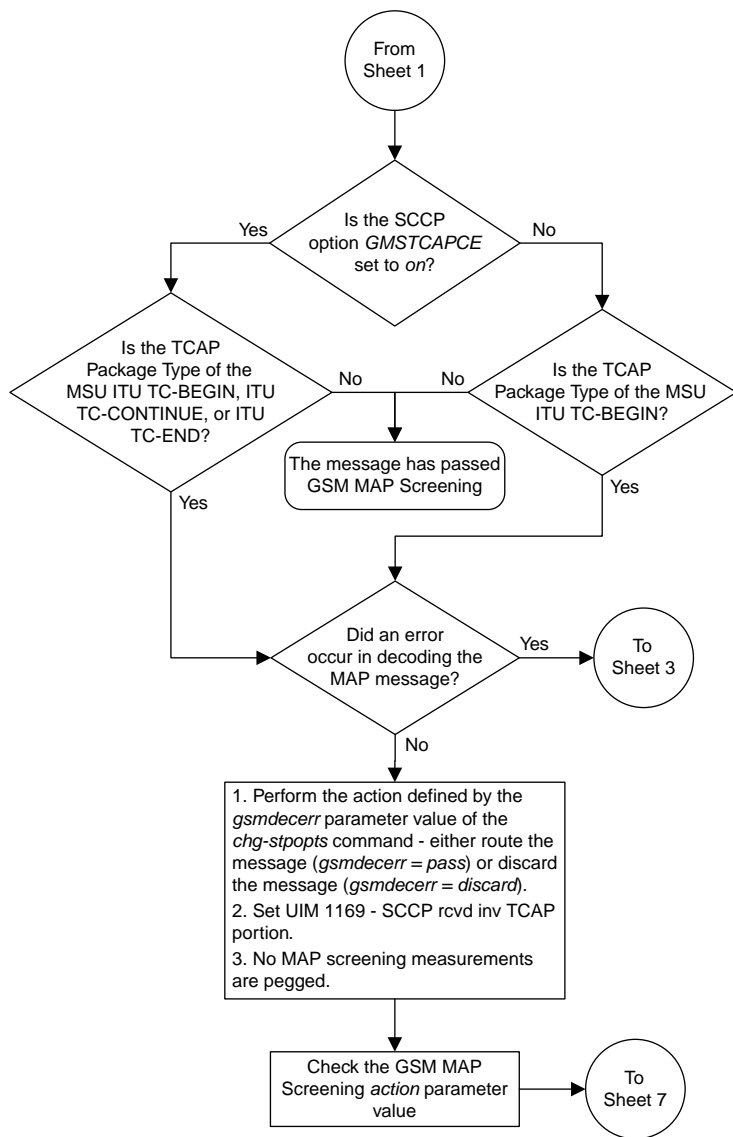 From
Sheet 1
Is the SCCP
option GMSTCAPCE
set to on?
Yes
No
Is the TCAP
Package Type of the
MSU ITU TC-BEGIN, ITU
TC-CONTINUE, or ITU
TC-END?
No
No
Is the TCAP
Package Type of the MSU
ITU TC-BEGIN?
The message has passed
GSM MAP Screening
Yes
Yes
Did an error
occur in decoding the
MAP message?
Yes
To
Sheet 3
No
1. Perform the action defined by the
gsmdecerr parameter value of the
chg-stpopts command - either route the
message (gsmdecerr = pass) or discard
the message (gsmdecerr = discard).
2. Set UIM 1169 - SCCP rcvd inv TCAP
portion.
3. No MAP screening measurements
are pegged.
Check the GSM MAP
Screening action parameter
value
To
Sheet 7